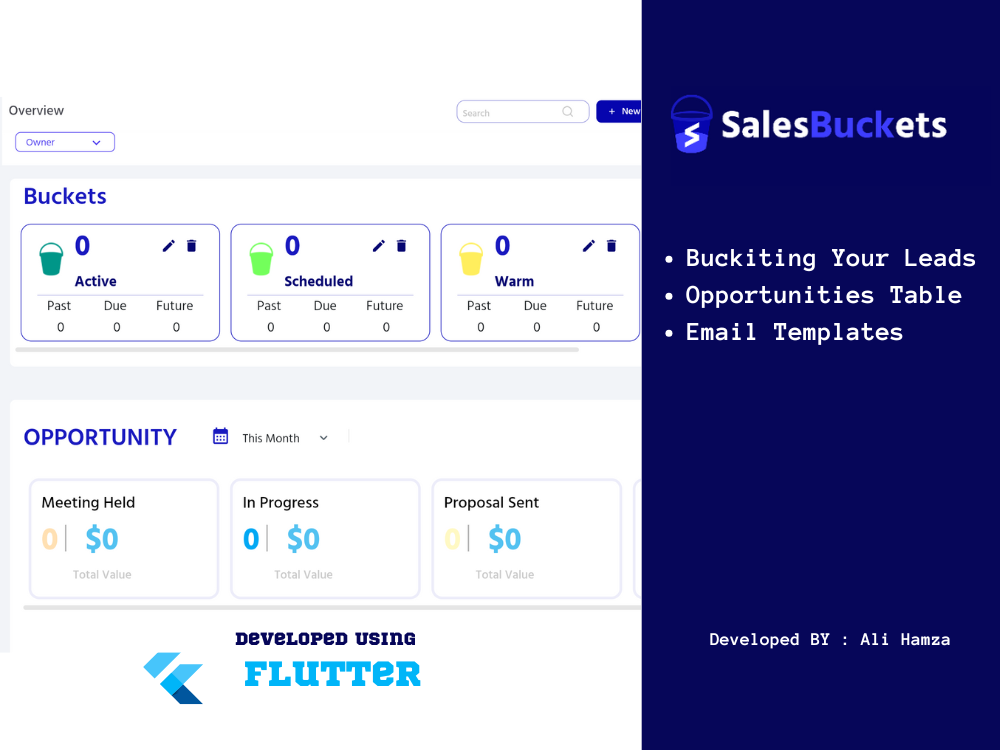 Overview
Search
+ New
Owner
Buckets
0
Active
Past Due Future
0 0 0
0
Scheduled
Past Due Future
0 0 0
0
Warm
Past Due Future
0 0 0
OPPORTUNITY
This Month
Meeting Held
0 $0
Total Value
In Progress
0 $0
Total Value
Proposal Sent
0 $0
Total Value
DEVELOPED USING
FLUTTER
SalesBuckets
• Buckiting Your Leads
• Opportunities Table
• Email Templates
Developed BY : Ali Hamza